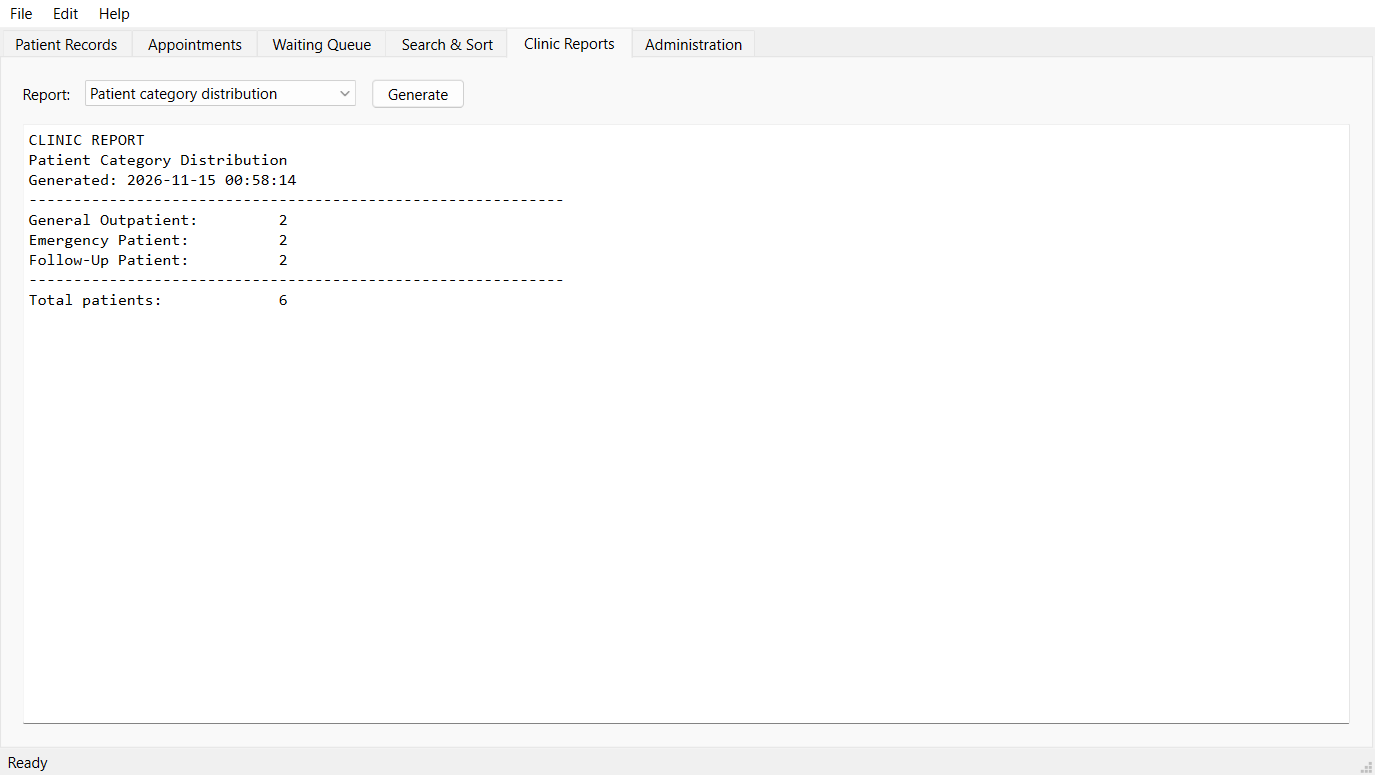 File Edit Help
Patient Records Appointments Waiting Queue Search & Sort Clinic Reports Administration
Report: Patient category distribution Generate
CLINIC REPORT
Patient Category Distribution
Generated: 2026-11-15 00:58:14
------------------------------------------------------------
General Outpatient: 2
Emergency Patient: 2
Follow-Up Patient: 2
------------------------------------------------------------
Total patients: 6
Ready